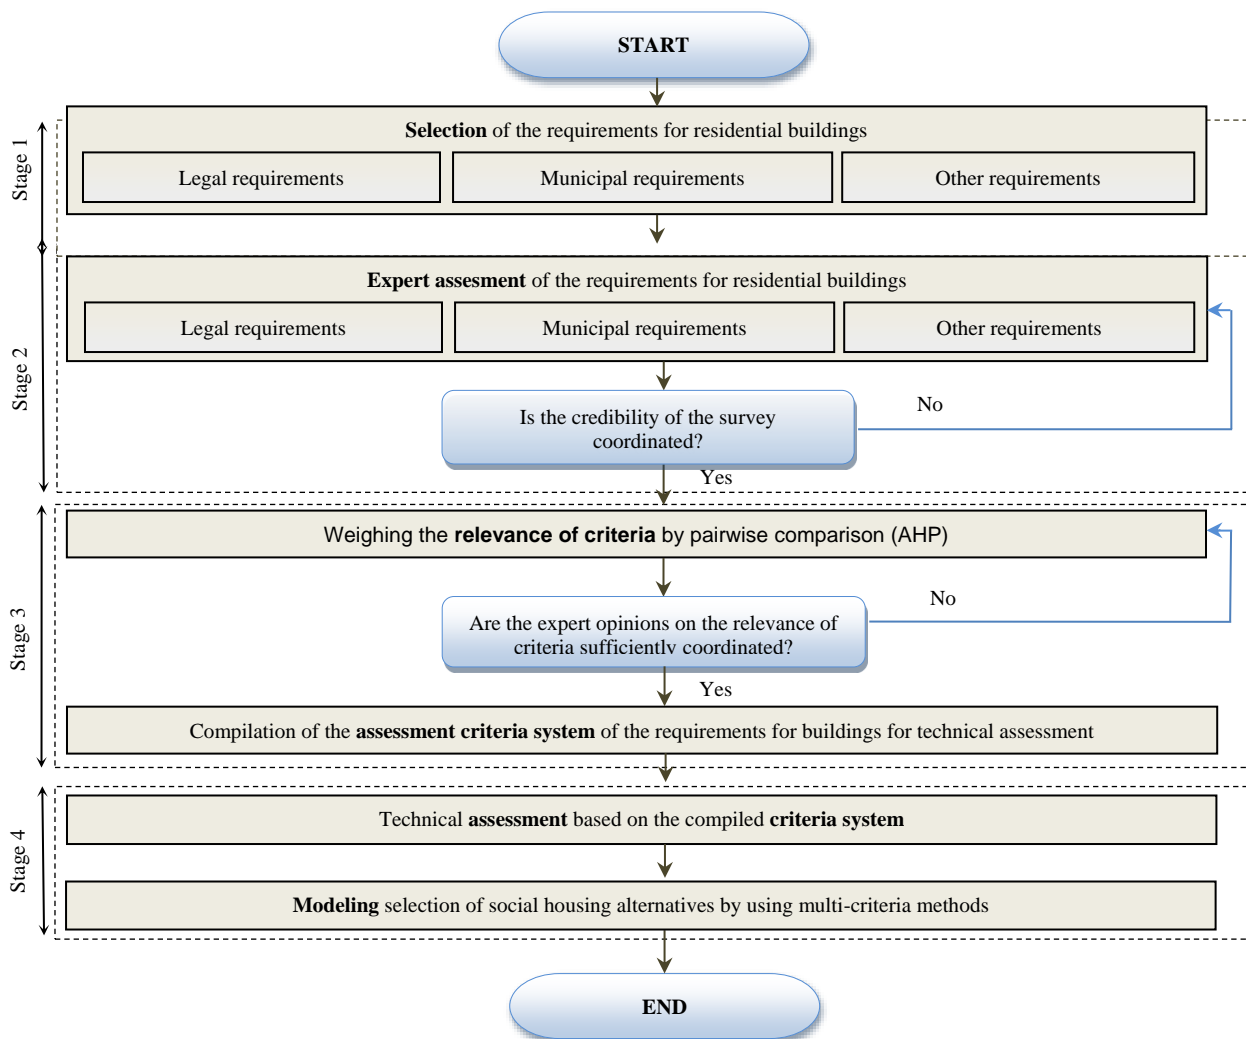 START
Stage 1
Selection of the requirements for residential buildings
Legal requirements
Municipal requirements
Other requirements
Stage 2
Expert assesment of the requirements for residential buildings
Legal requirements
Municipal requirements
Other requirements
Is the credibility of the survey
coordinated?
No
Yes
Stage 3
Weighing the relevance of criteria by pairwise comparison (AHP)
Are the expert opinions on the relevance of
criteria sufficiently coordinated?
No
Yes
Compilation of the assessment criteria system of the requirements for buildings for technical assessment
Stage 4
Technical assessment based on the compiled criteria system
Modeling selection of social housing alternatives by using multi-criteria methods
END